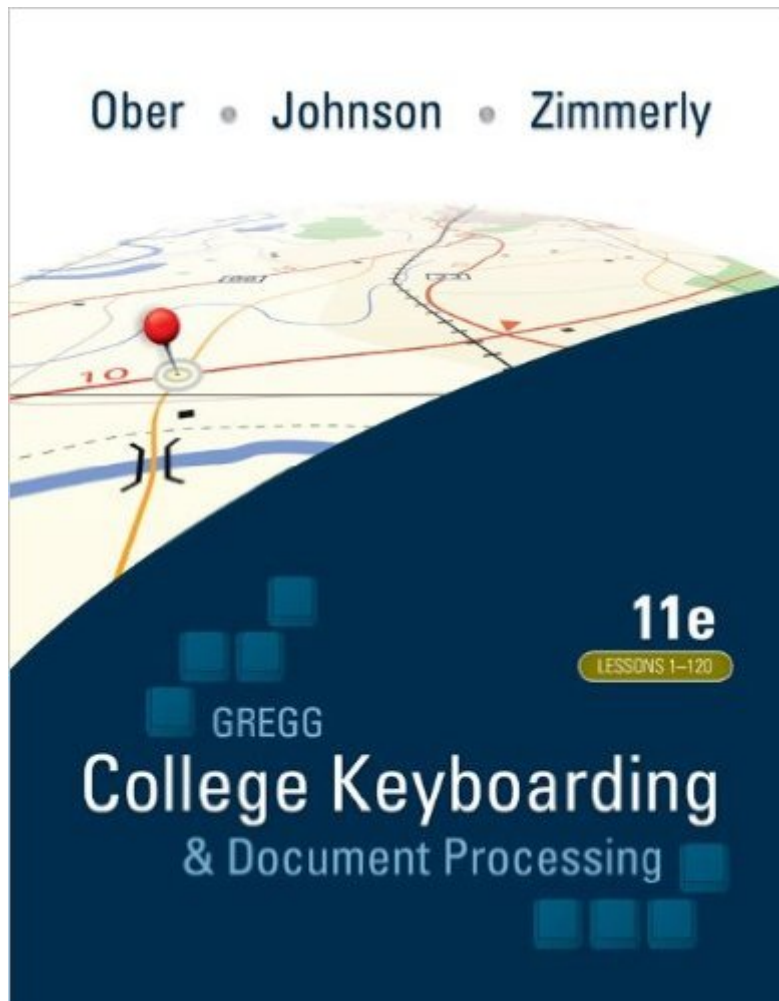 Ober • Johnson • Zimmerly
10
11e
LESSONS 1–120
GREGG
College Keyboarding
& Document Processing